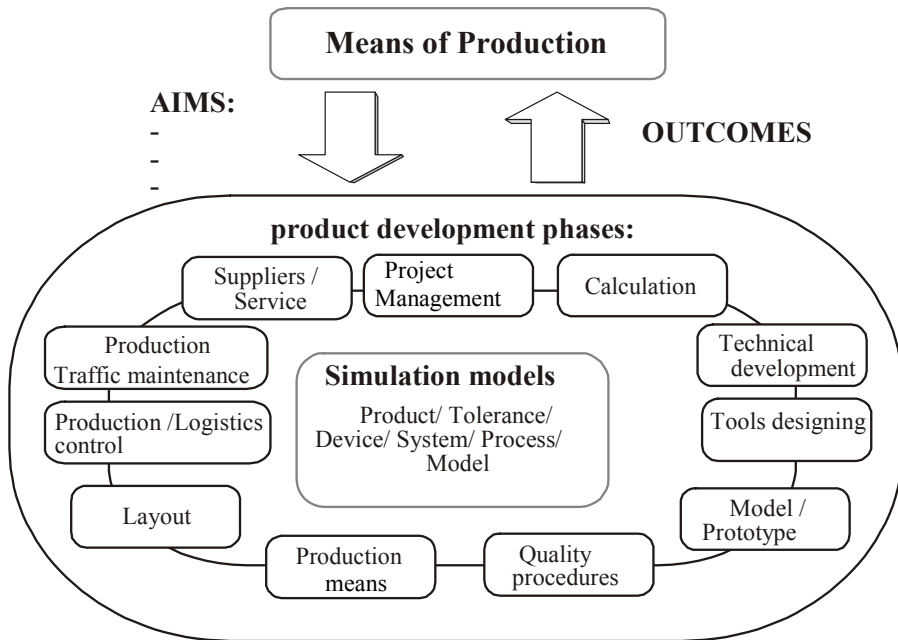 Means of Production
AIMS:
-
-
-
OUTCOMES
product development phases:
Suppliers /
Service
Project
Management
Calculation
Production
Traffic maintenance
Technical
development
Simulation models
Product/ Tolerance/
Device/ System/ Process/
Model
Production /Logistics
control
Tools designing
Layout
Model /
Prototype
Production
means
Quality
procedures